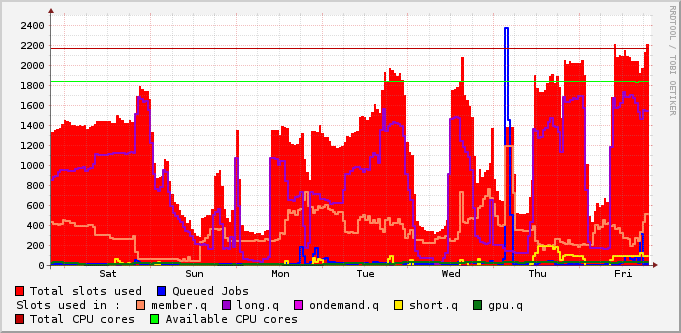 RRDTOOL / TOBI OETIKER
2400
2200
2000
1800
1600
1400
1200
1000
800
600
400
200
0
Sat Sun Mon Tue Wed Thu Fri
Total slots used Queued Jobs
Slots used in : member.q long.q ondemand.q short.q gpu.q
Total CPU cores Available CPU cores